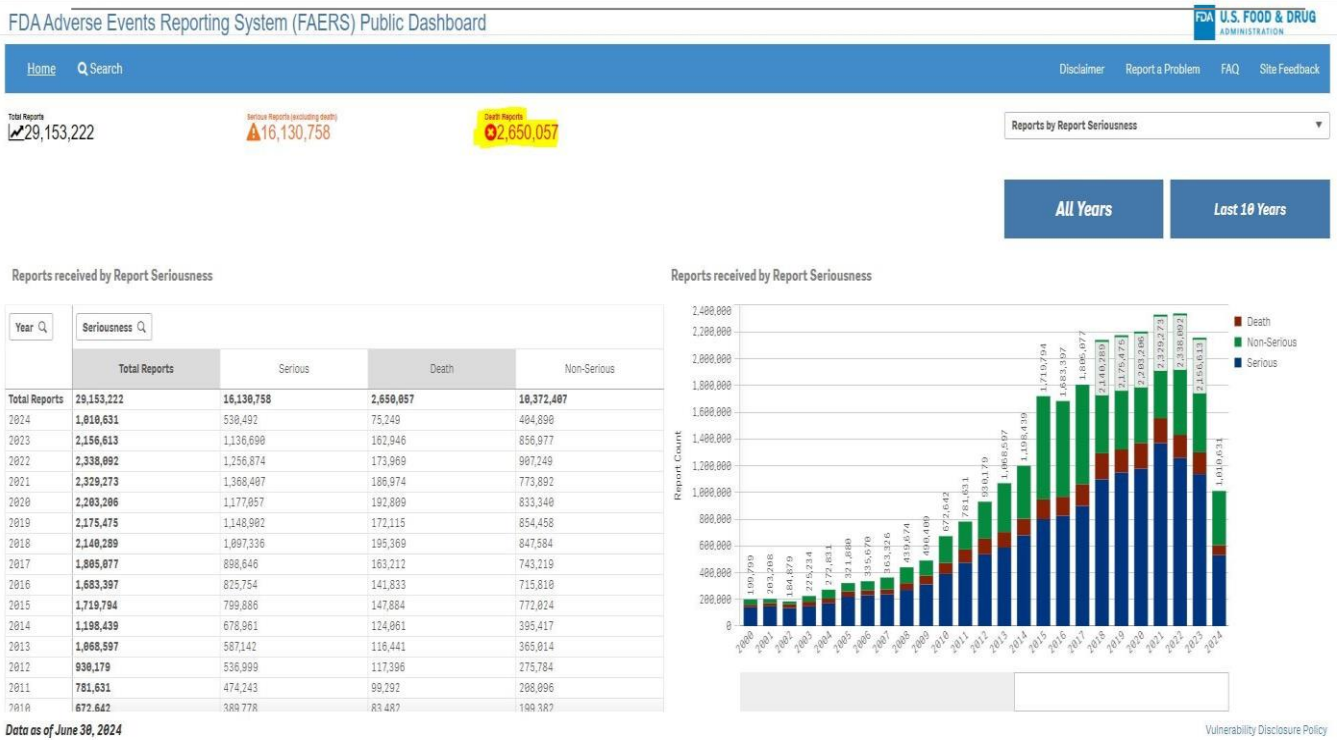 FDA Adverse Events Reporting System (FAERS) Public Dashboard
FDA U.S. FOOD & DRUG
ADMINISTRATION
Home Search Disclaimer Report a Problem FAQ Site Feedback
Total Reports
29,153,222
Serious Reports (excluding death)
16,130,758
Death Reports
2,650,057
Reports by Report Seriousness
All Years Last 10 Years
Reports received by Report Seriousness
Year Seriousness
Total Reports Serious Death Non-Serious
Total Reports 29,153,222 16,130,758 2,650,057 10,372,407
2024 1,010,631 530,492 75,249 404,890
2023 2,156,613 1,136,690 162,946 856,977
2022 2,338,092 1,256,874 173,969 907,249
2021 2,329,273 1,368,407 186,974 773,892
2020 2,203,206 1,177,057 192,809 833,340
2019 2,175,475 1,148,902 172,115 854,458
2018 2,140,289 1,097,336 195,369 847,584
2017 1,805,077 898,646 163,212 743,219
2016 1,683,397 825,754 141,833 715,810
2015 1,719,794 799,886 147,884 772,024
2014 1,198,439 678,961 124,061 395,417
2013 1,068,597 587,142 116,441 365,014
2012 930,179 536,999 117,396 275,784
2011 781,631 474,243 99,292 208,096
2010 672,642 389,778 83,482 199,382
Reports received by Report Seriousness
Report Count
2,400,000
2,200,000
2,000,000
1,800,000
1,600,000
1,400,000
1,200,000
1,000,000
800,000
600,000
400,000
200,000
0
199,799
203,208
184,879
225,234
272,831
321,880
335,670
363,326
439,674
490,409
672,642
781,631
930,179
1,068,597
1,198,439
1,719,794
1,683,397
1,805,077
2,140,289
2,175,475
2,203,206
2,329,273
2,338,092
2,156,613
1,010,631
2000 2001 2002 2003 2004 2005 2006 2007 2008 2009 2010 2011 2012 2013 2014 2015 2016 2017 2018 2019 2020 2021 2022 2023 2024
Death
Non-Serious
Serious
Data as of June 30, 2024
Vulnerability Disclosure Policy